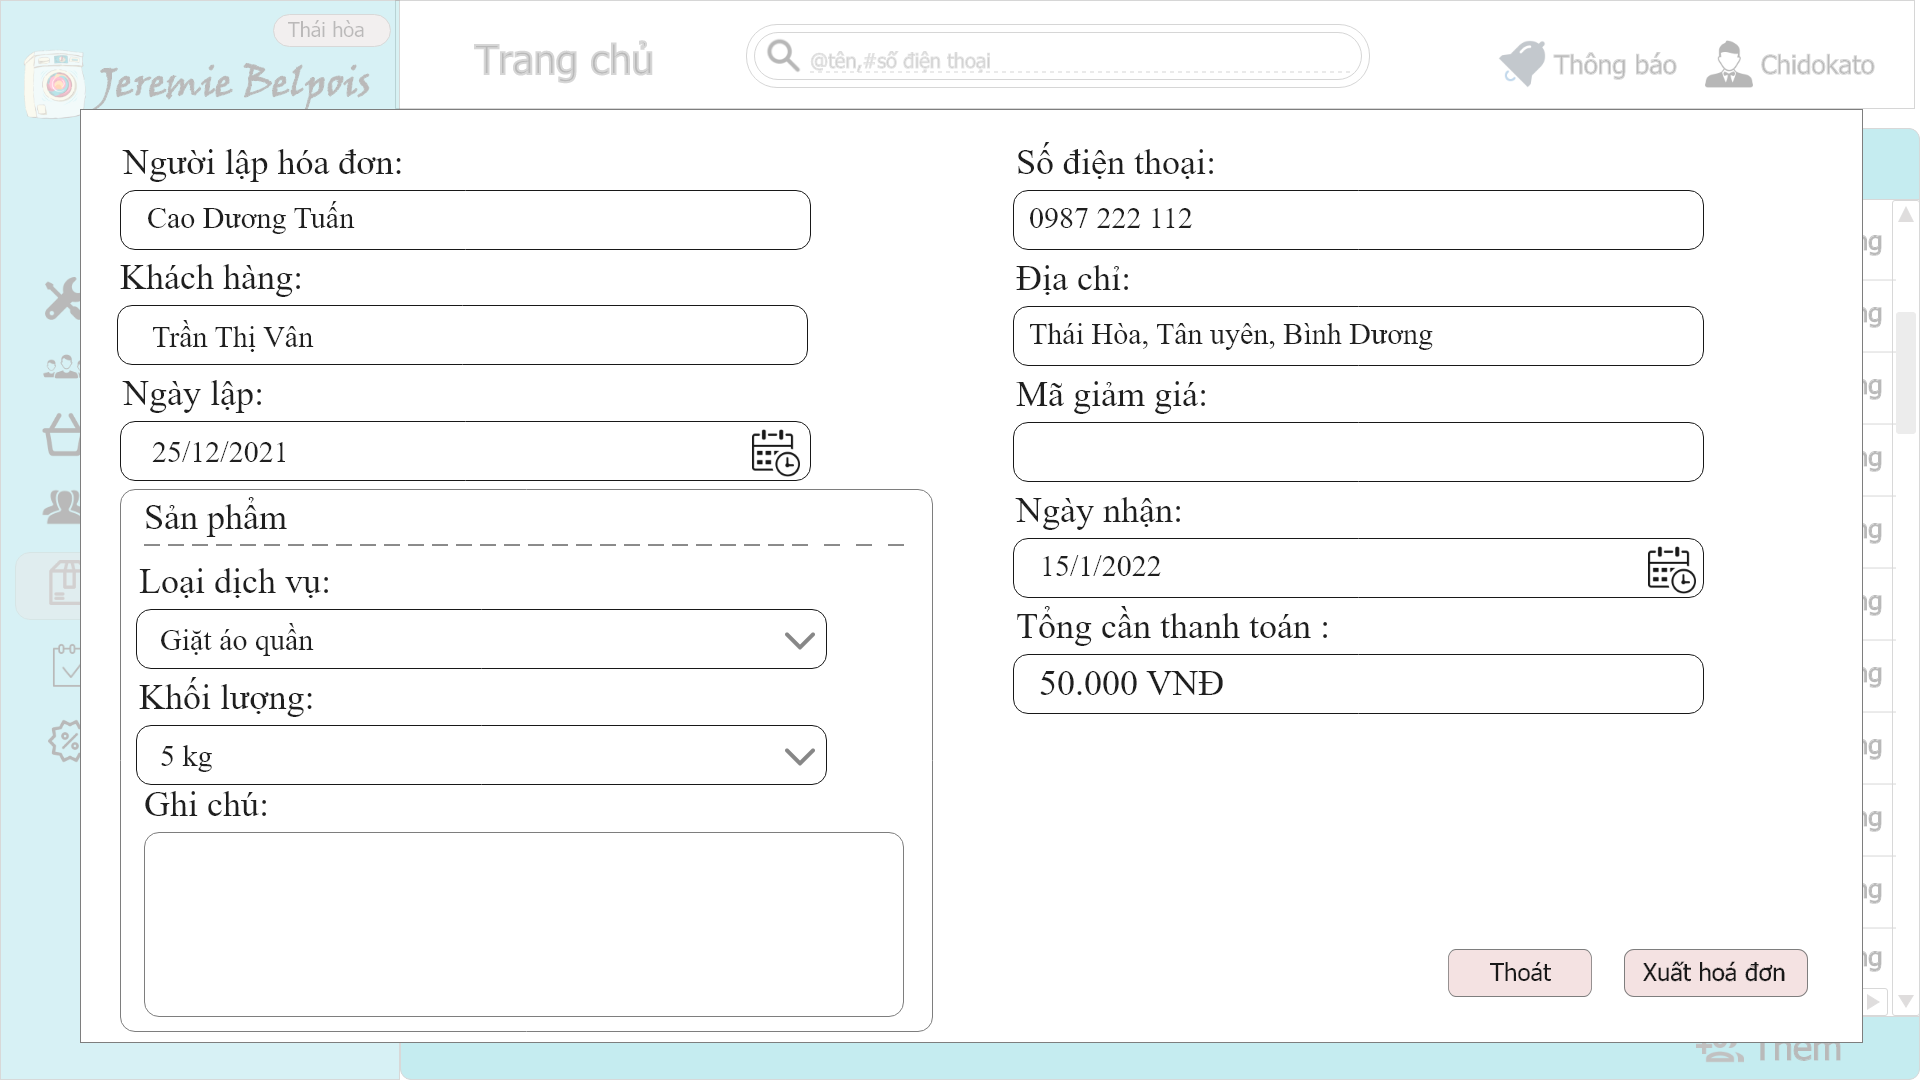 Thái hòa
Jeremie Belpois
Trang chủ
@tên,#số điện thoại
Thông báo
Chidokato
Người lập hóa đơn:
Cao Dương Tuấn
Khách hàng:
Trần Thị Vân
Ngày lập:
25/12/2021
Sản phẩm
Loại dịch vụ:
Giặt áo quần
Khối lượng:
5 kg
Ghi chú:
Số điện thoại:
0987 222 112
Địa chỉ:
Thái Hòa, Tân uyên, Bình Dương
Mã giảm giá:
Ngày nhận:
15/1/2022
Tổng cần thanh toán :
50.000 VNĐ
Thoát
Xuất hoá đơn
Thêm